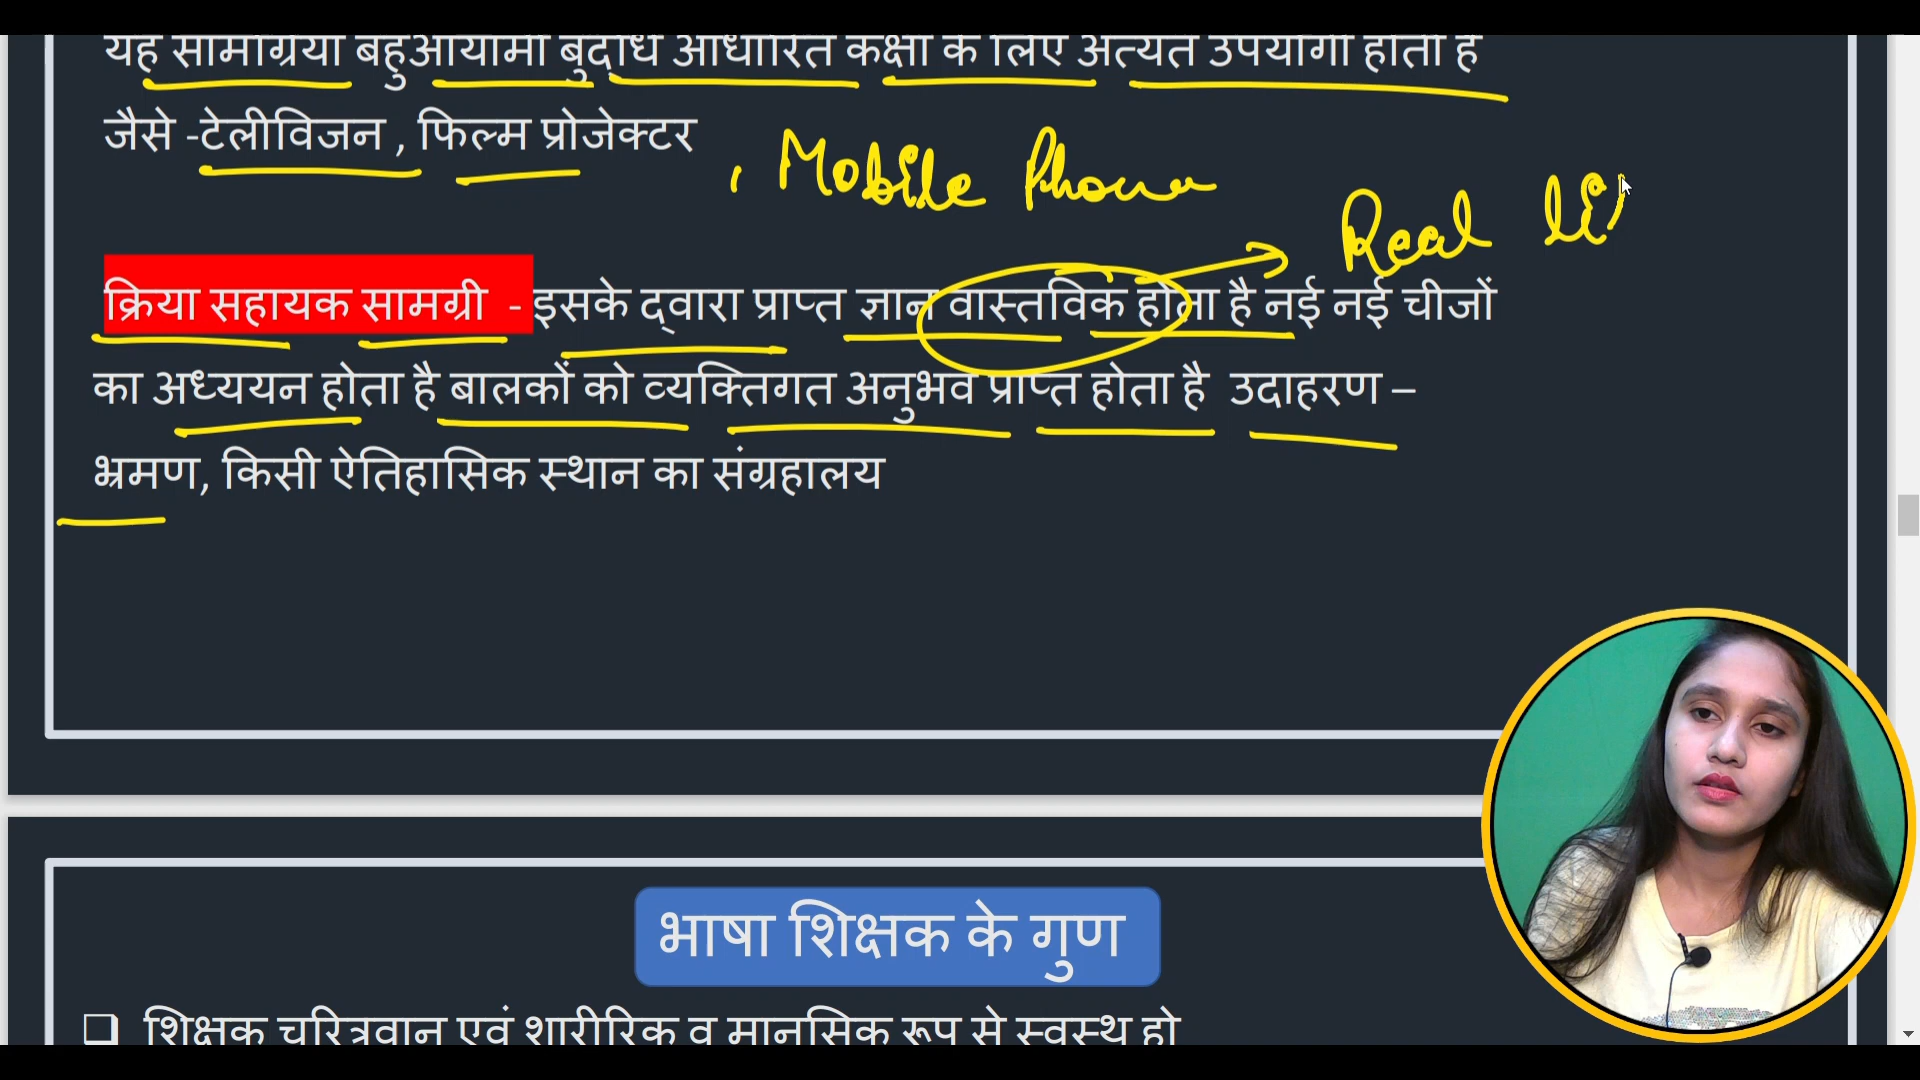 यह सामग्रियां बहुआयामी बुद्धि आधारित कक्षा के लिए अत्यंत उपयोगी होती है
जैसे -टेलीविजन , फिल्म प्रोजेक्टर , Mobile Phone
Real
क्रिया सहायक सामग्री - इसके द्वारा प्राप्त ज्ञान वास्तविक होता है नई नई चीजों
का अध्ययन होता है बालकों को व्यक्तिगत अनुभव प्राप्त होता है उदाहरण –
भ्रमण, किसी ऐतिहासिक स्थान का संग्रहालय
भाषा शिक्षक के गुण
❑ शिक्षक चरित्रवान एवं शारीरिक व मानसिक रूप से स्वस्थ हो